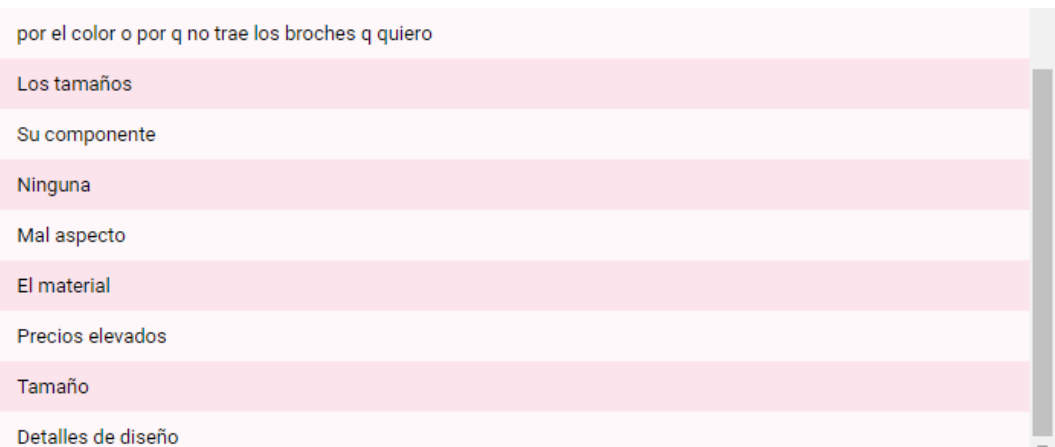 por el color o por q no trae los broches q quiero
Los tamaños
Su componente
Ninguna
Mal aspecto
El material
Precios elevados
Tamaño
Detalles de diseño